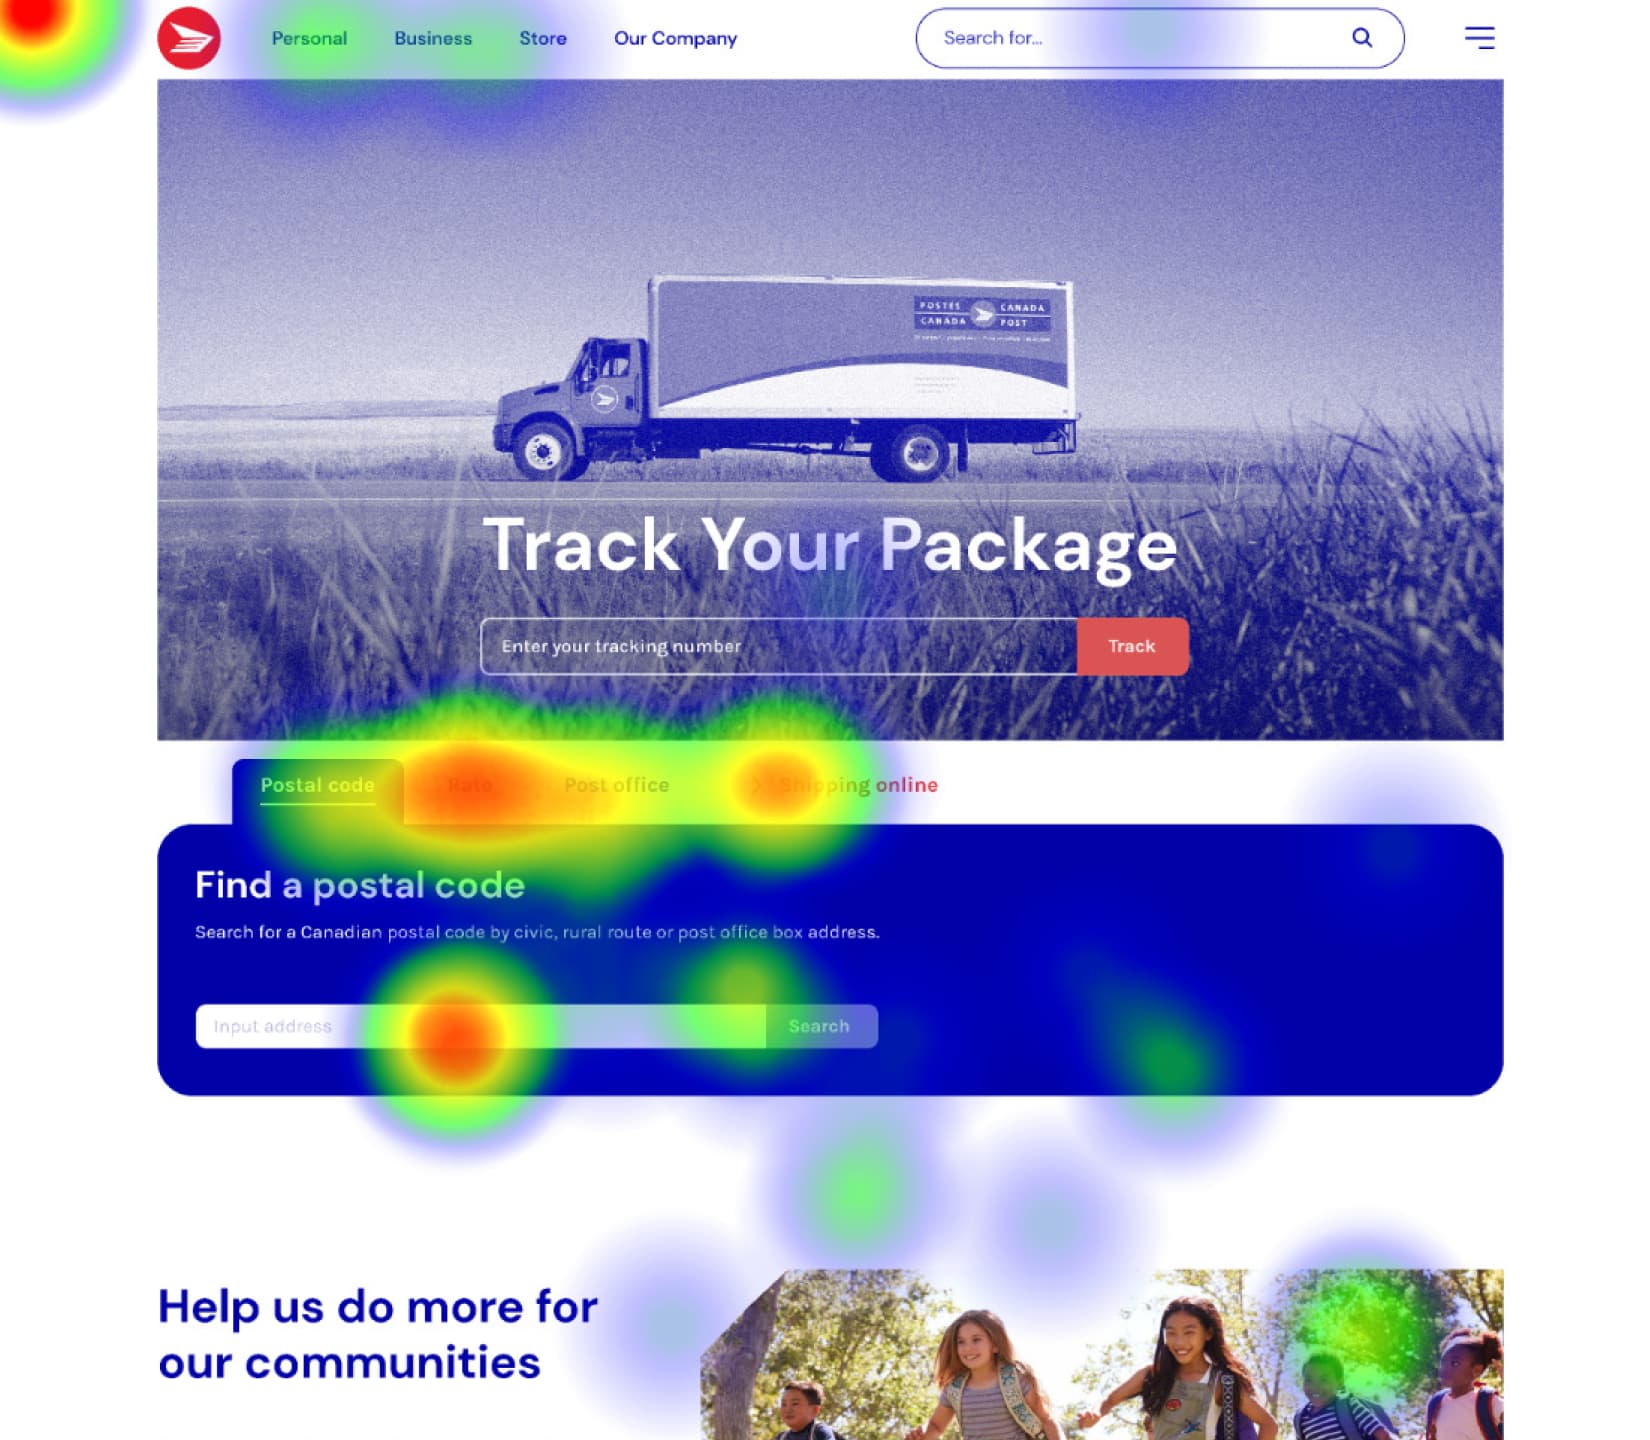 Personal
Business
Store
Our Company
Search for...
POSTES CANADA
CANADA POST
Track Your Package
Enter your tracking number
Track
Postal code
Rate
Post office
Shipping online
Find a postal code
Search for a Canadian postal code by civic, rural route or post office box address.
Input address
Search
Help us do more for
our communities